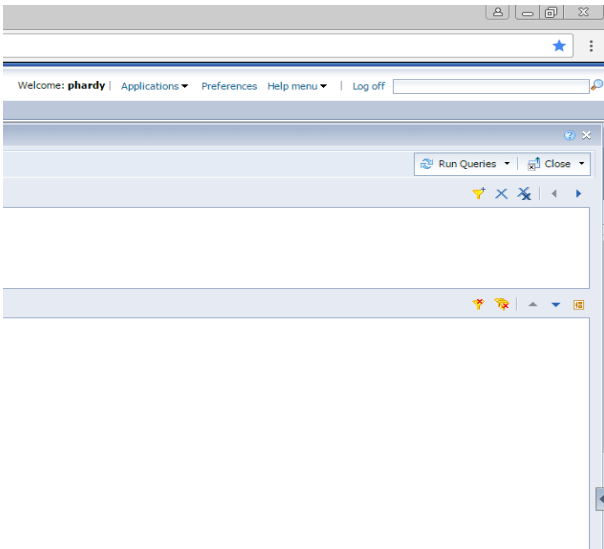 Welcome: phardy | Applications Preferences Help menu | Log off
Run Queries Close